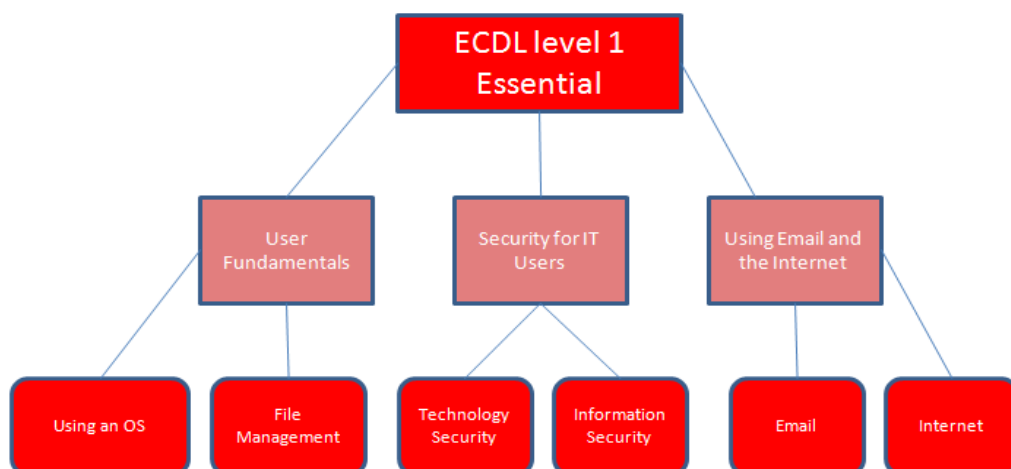 ECDL level 1
Essential
User
Fundamentals
Security for IT
Users
Using Email and
the Internet
Using an OS
File
Management
Technology
Security
Information
Security
Email
Internet